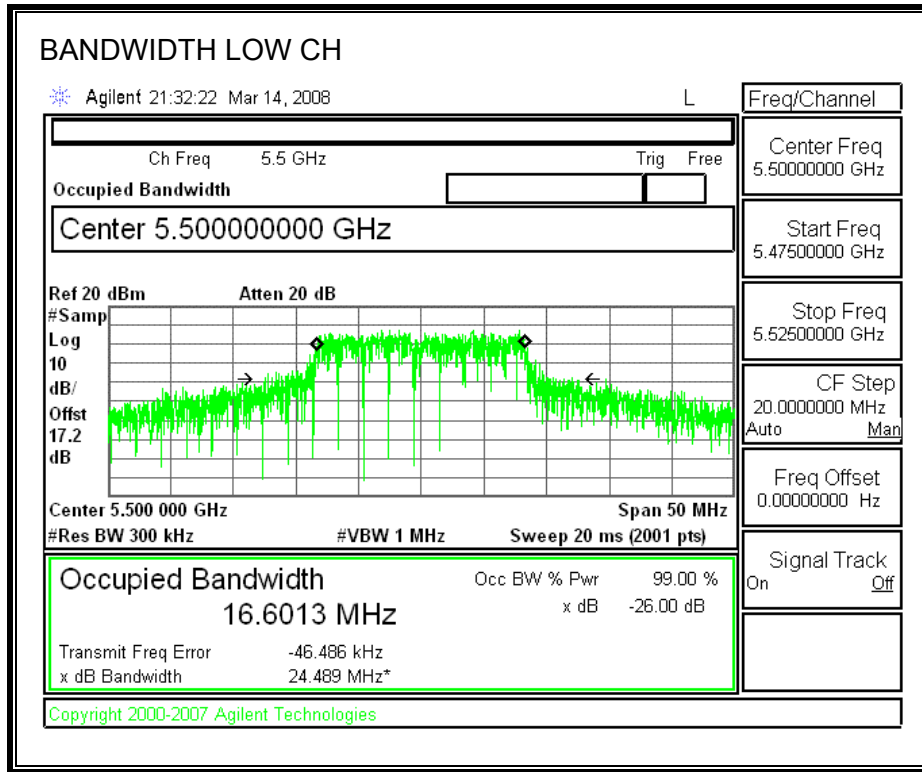 BANDWIDTH LOW CH
Agilent 21:32:22 Mar 14, 2008 L
Freq/Channel
Ch Freq 5.5 GHz Trig Free
Occupied Bandwidth
Center 5.500000000 GHz
Center Freq
5.50000000 GHz
Start Freq
5.47500000 GHz
Stop Freq
5.52500000 GHz
CF Step
20.0000000 MHz
Auto Man
Freq Offset
0.00000000 Hz
Signal Track
On Off
Ref 20 dBm Atten 20 dB
#Samp
Log
10
dB/
Offst
17.2
dB
Center 5.500 000 GHz Span 50 MHz
#Res BW 300 kHz #VBW 1 MHz Sweep 20 ms (2001 pts)
Occupied Bandwidth Occ BW % Pwr 99.00 %
16.6013 MHz x dB -26.00 dB
Transmit Freq Error -46.486 kHz
x dB Bandwidth 24.489 MHz*
Copyright 2000-2007 Agilent Technologies